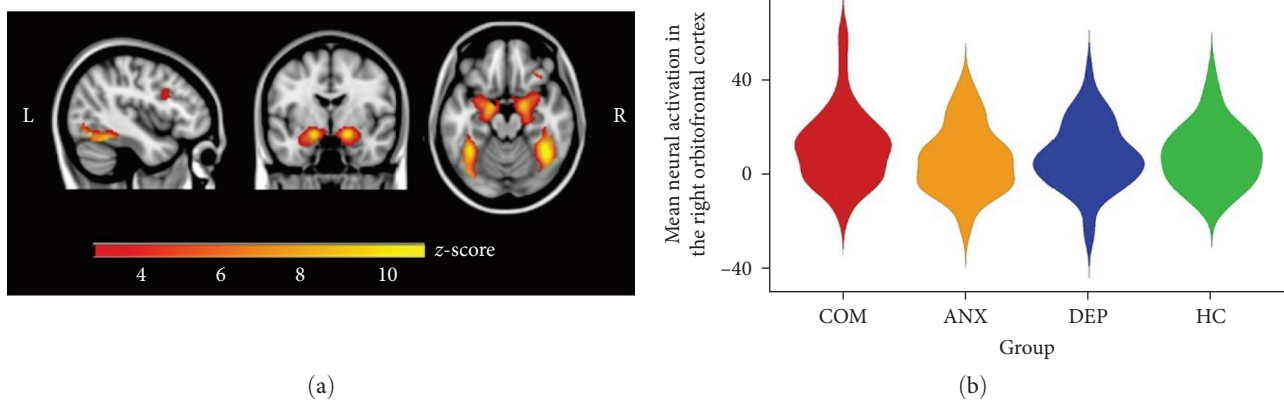 L
R
z-score
4 6 8 10
(a)
Mean neural activation in
the right orbitofrontal cortex
40
0
−40
COM ANX DEP HC
Group
(b)